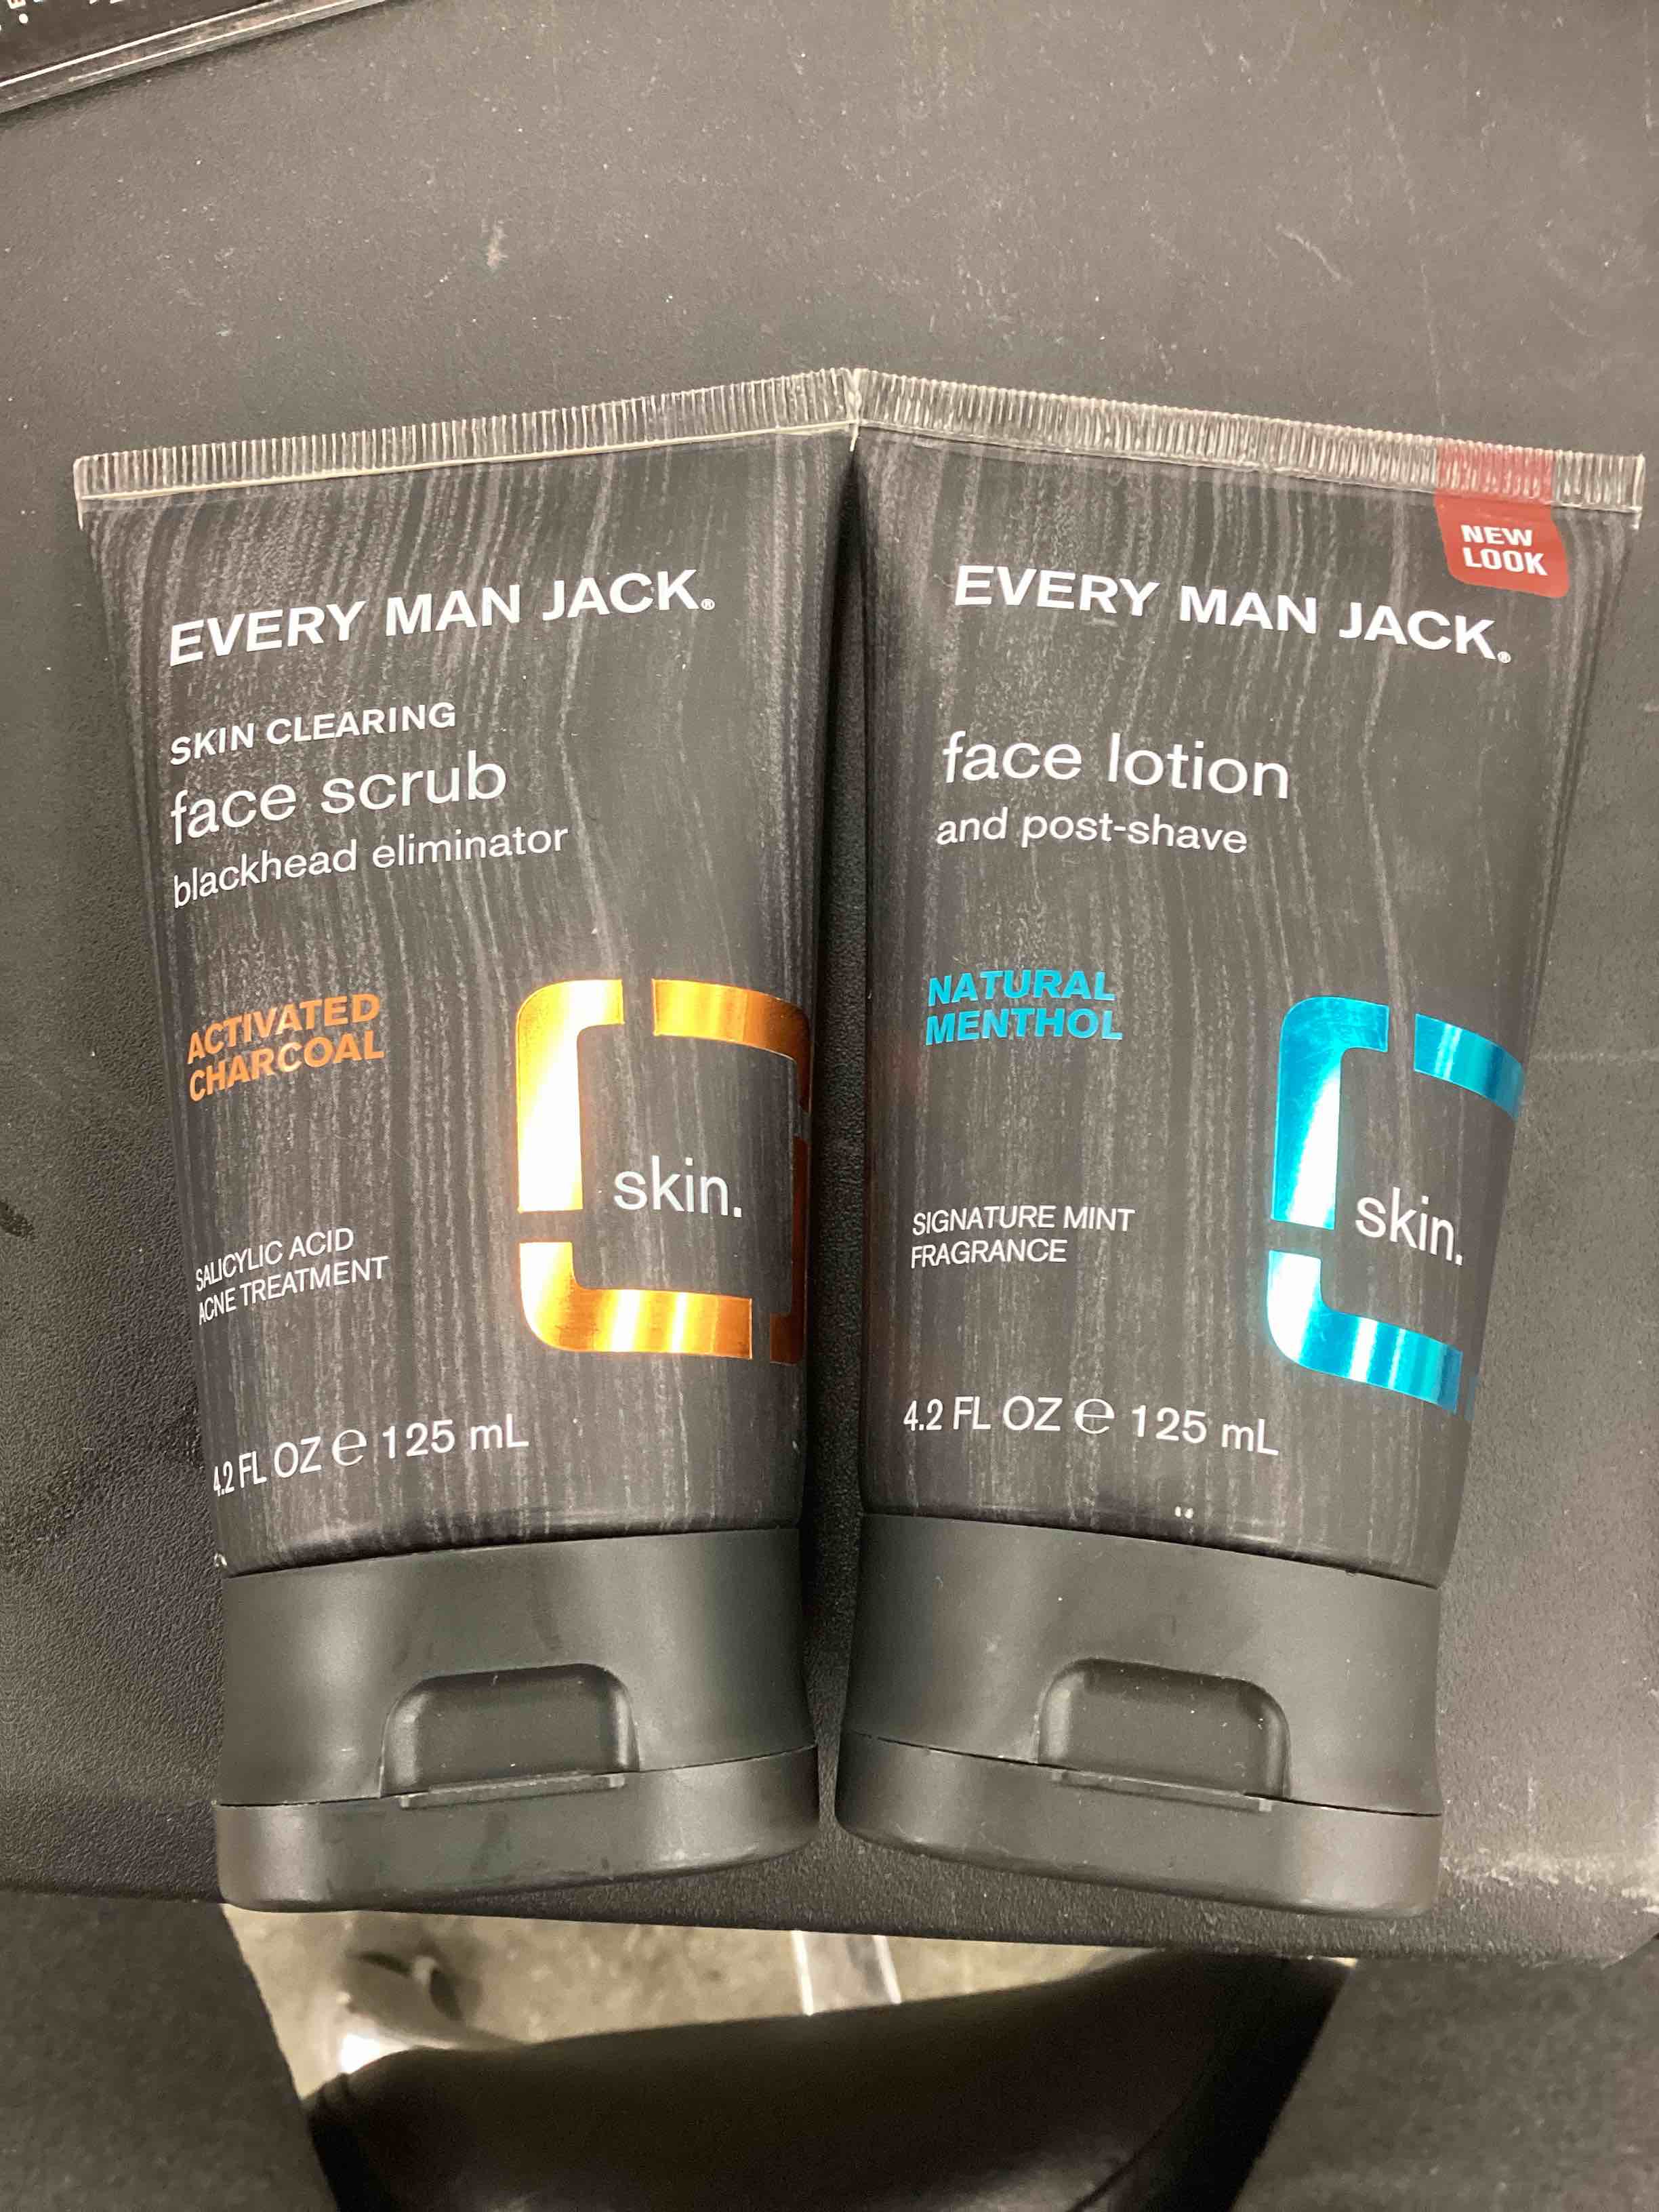 EVERY MAN JACK®
SKIN CLEARING
face scrub
blackhead eliminator
ACTIVATED
CHARCOAL
skin.
SALICYLIC ACID
ACNE TREATMENT
4.2 FL OZ ℮ 125 mL
NEW
LOOK
EVERY MAN JACK®
face lotion
and post-shave
NATURAL
MENTHOL
skin.
SIGNATURE MINT
FRAGRANCE
4.2 FL OZ ℮ 125 mL